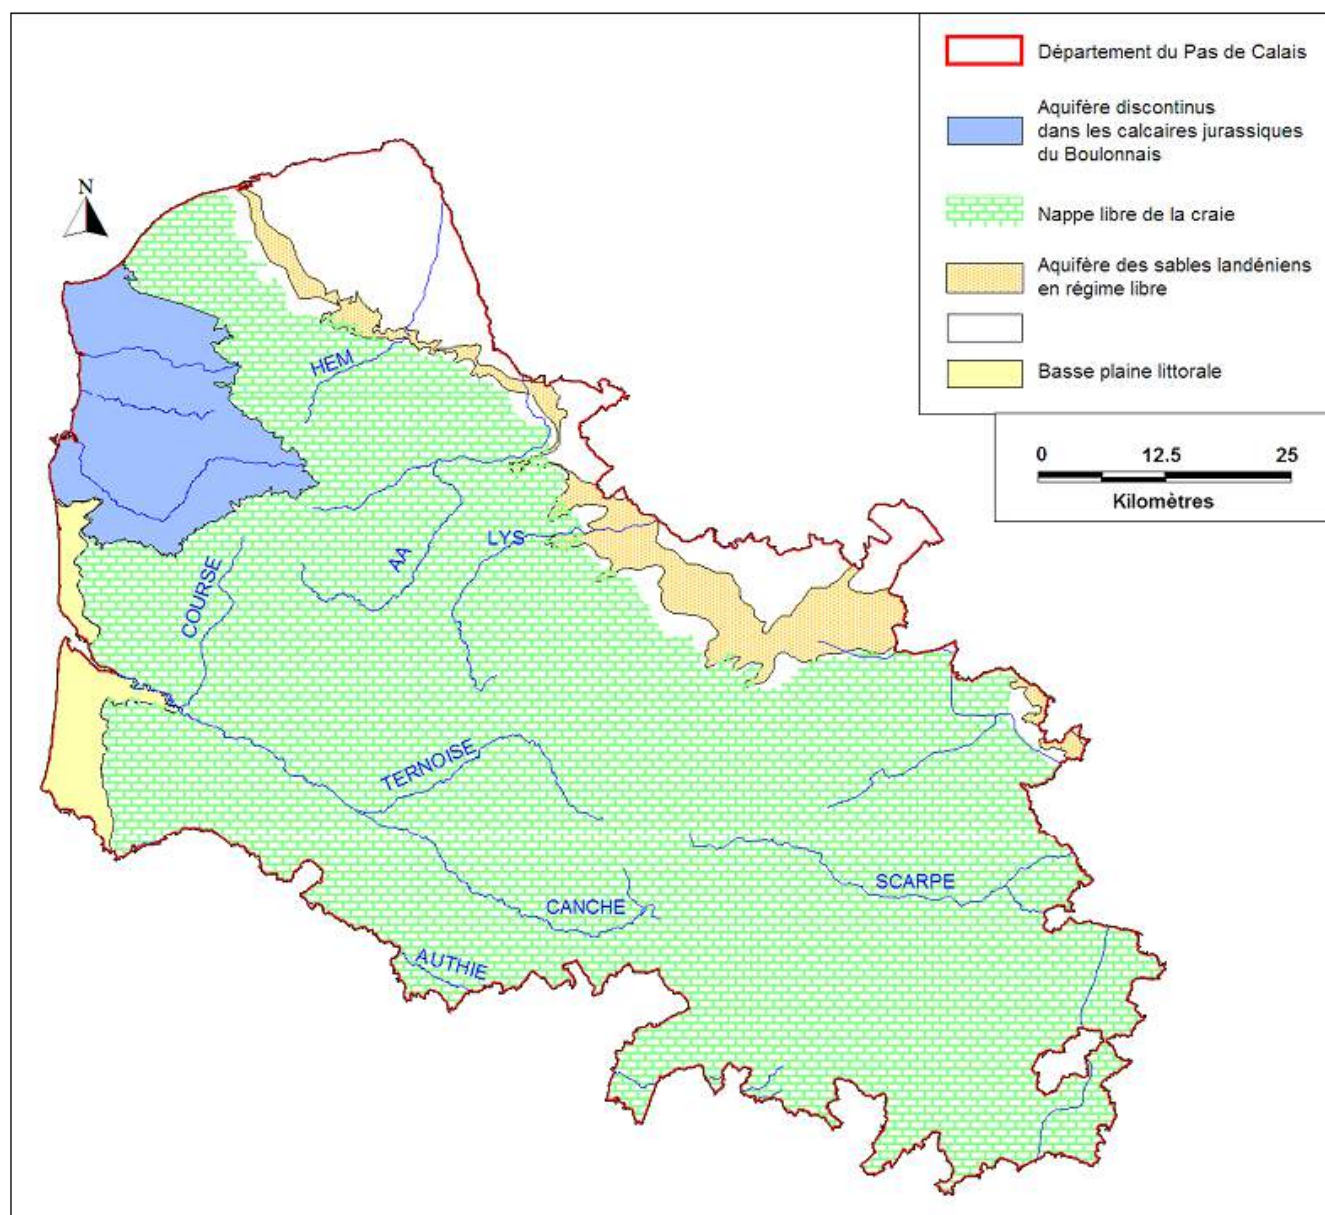 Département du Pas de Calais
Aquifère discontinus
dans les calcaires jurassiques
du Boulonnais
Nappe libre de la craie
Aquifère des sables landéniens
en régime libre
Basse plaine littorale
0 12.5 25
Kilomètres
N
HEM
LYS
AA
COURSE
TERNOISE
SCARPE
CANCHE
AUTHIE